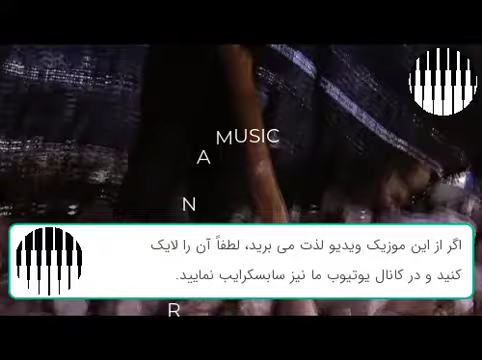 MUSIC
A
N
اگر از این موزیک ویدیو لذت می برید، لطفاً آن را لایک
کنید و در کانال یوتیوب ما نیز سابسکرایب نمایید.
R